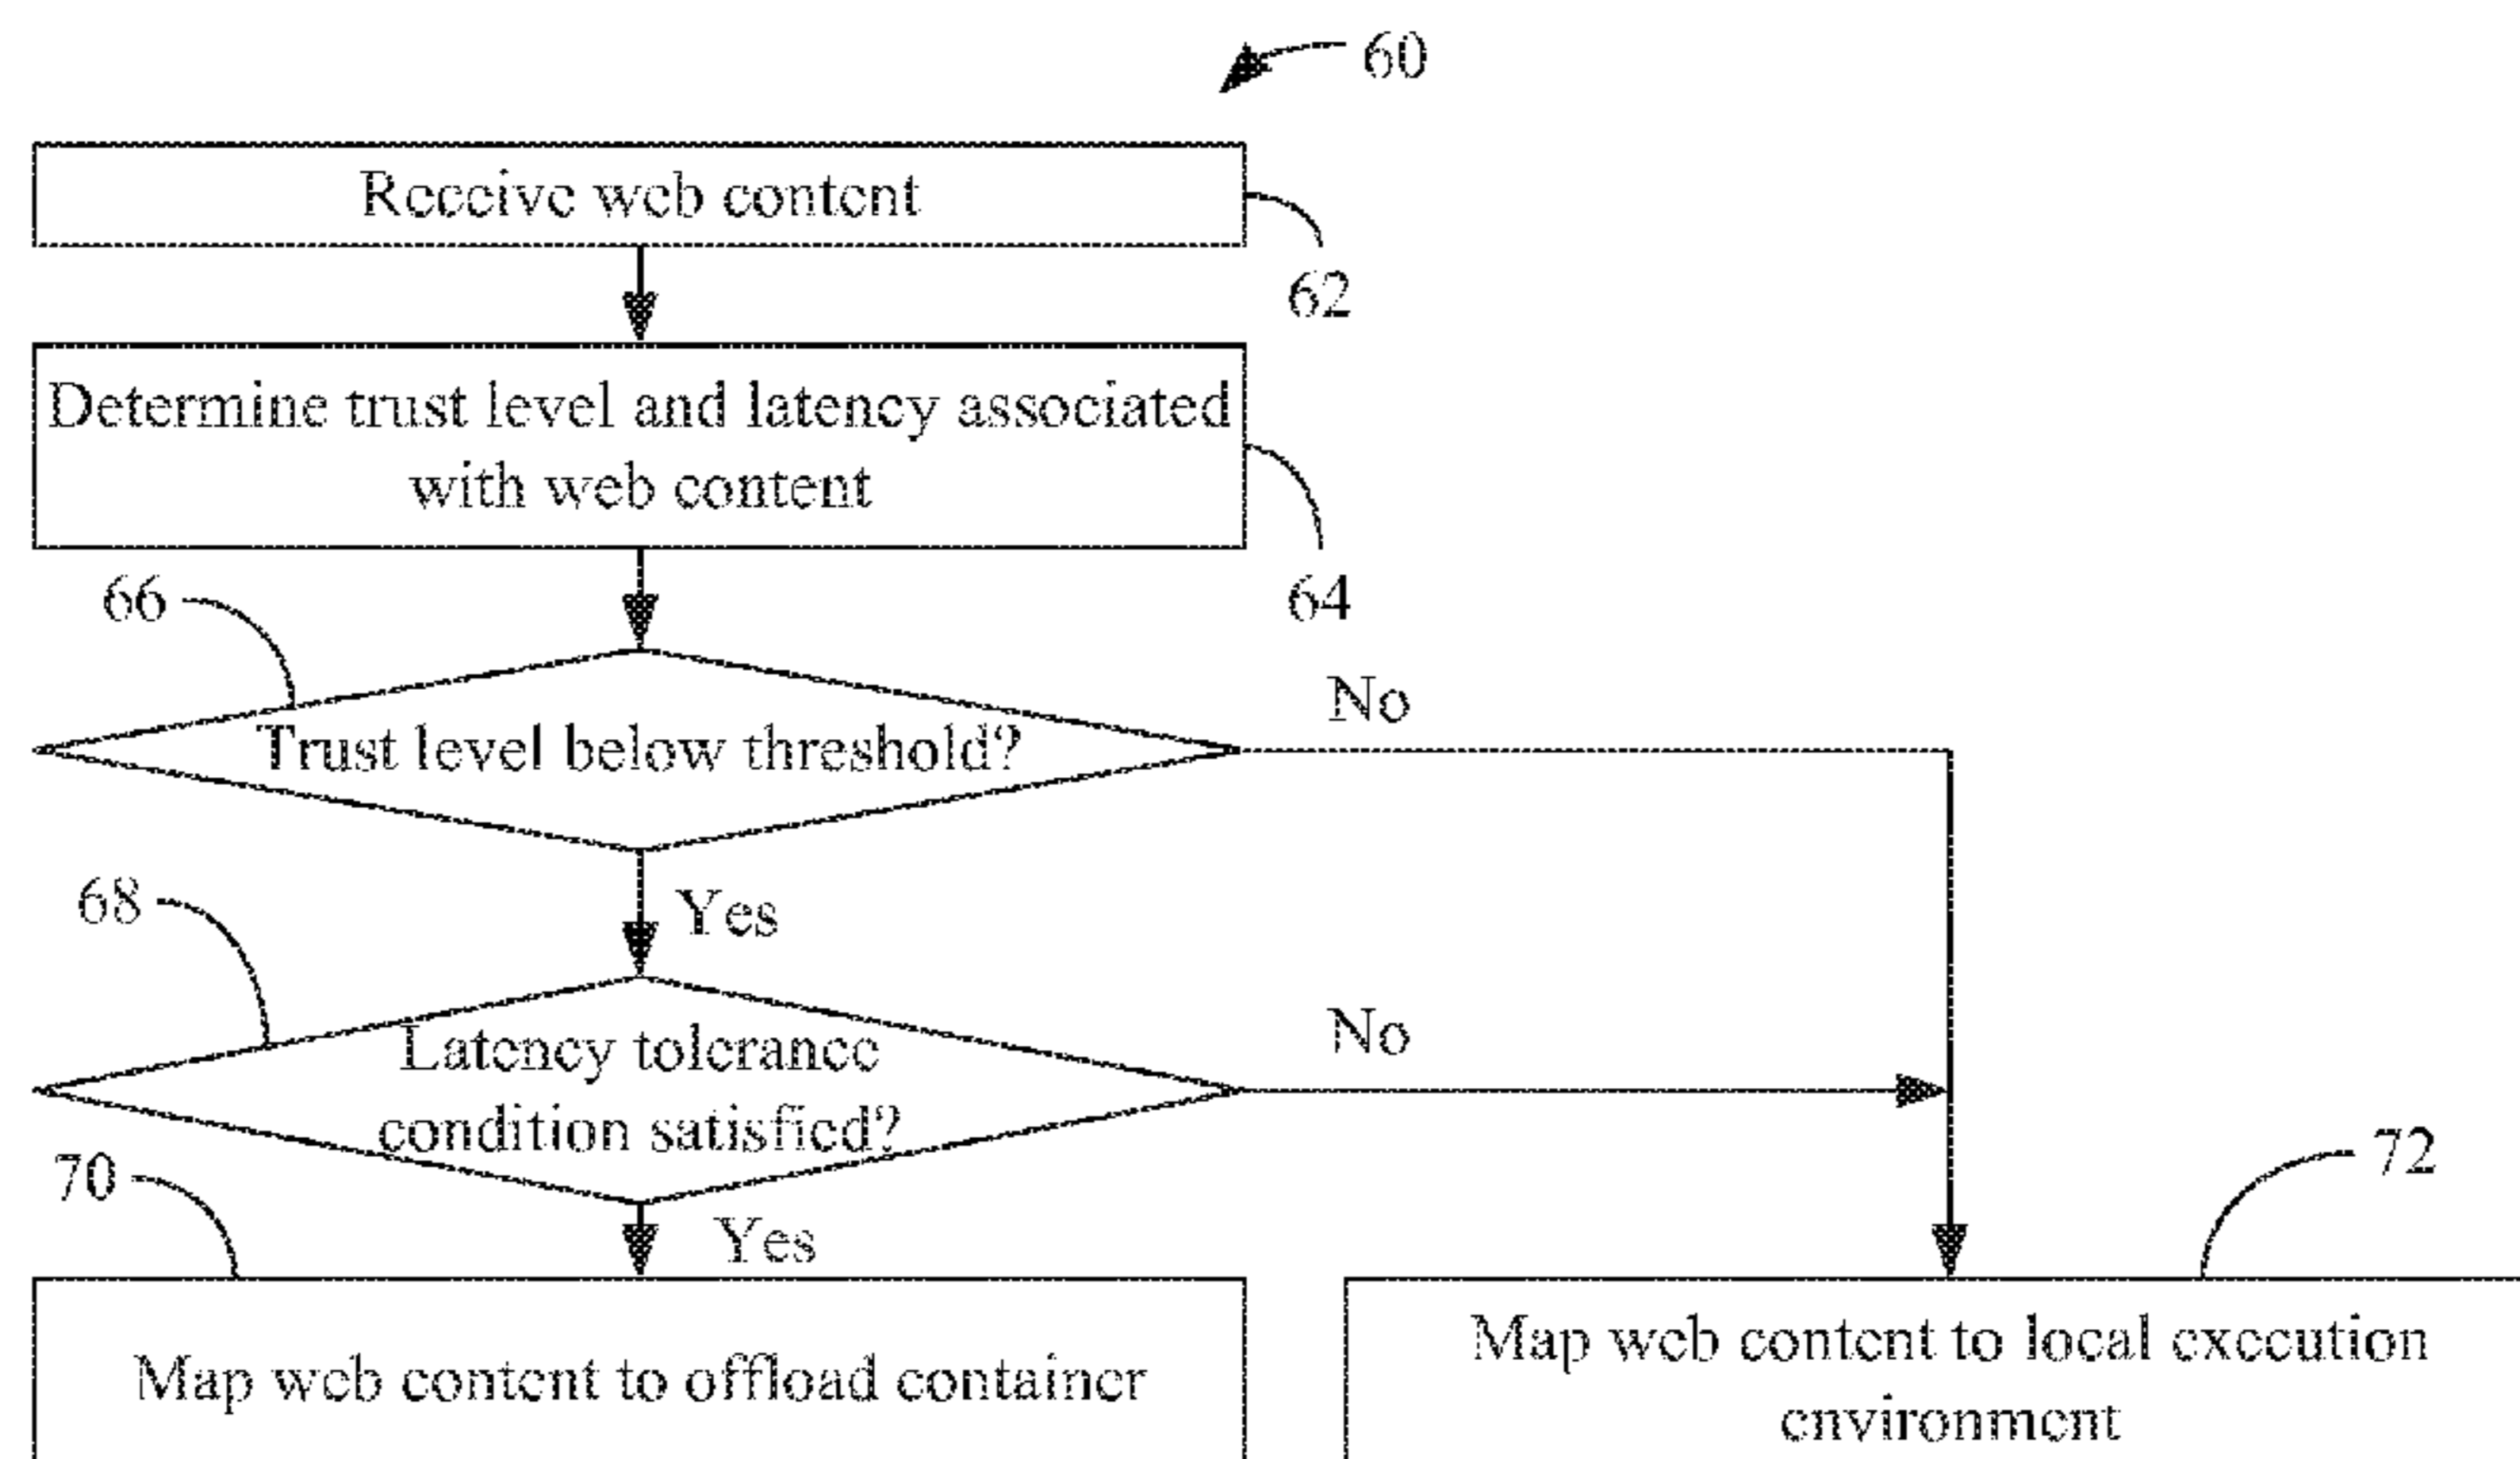 60
Receive web content
62
Determine trust level and latency associated
with web content
64
66
Trust level below threshold?
No
Yes
68
Latency tolerance
condition satisfied?
No
Yes
70
Map web content to offload container
72
Map web content to local execution
environment